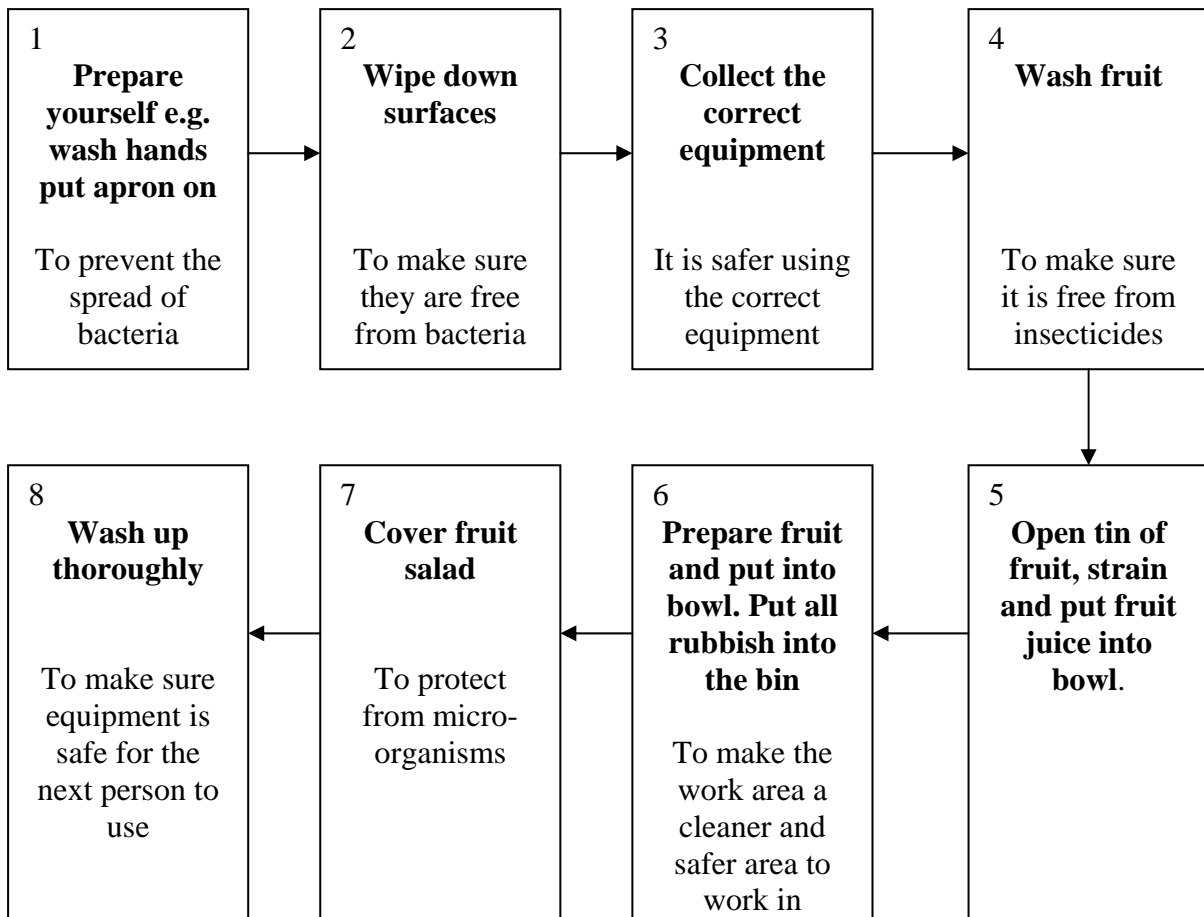 1
Prepare
yourself e.g.
wash hands
put apron on
To prevent the
spread of
bacteria
2
Wipe down
surfaces
To make sure
they are free
from bacteria
3
Collect the
correct
equipment
It is safer using
the correct
equipment
4
Wash fruit
To make sure
it is free from
insecticides
5
Open tin of
fruit, strain
and put fruit
juice into
bowl.
6
Prepare fruit
and put into
bowl. Put all
rubbish into
the bin
To make the
work area a
cleaner and
safer area to
work in
7
Cover fruit
salad
To protect
from micro-
organisms
8
Wash up
thoroughly
To make sure
equipment is
safe for the
next person to
use